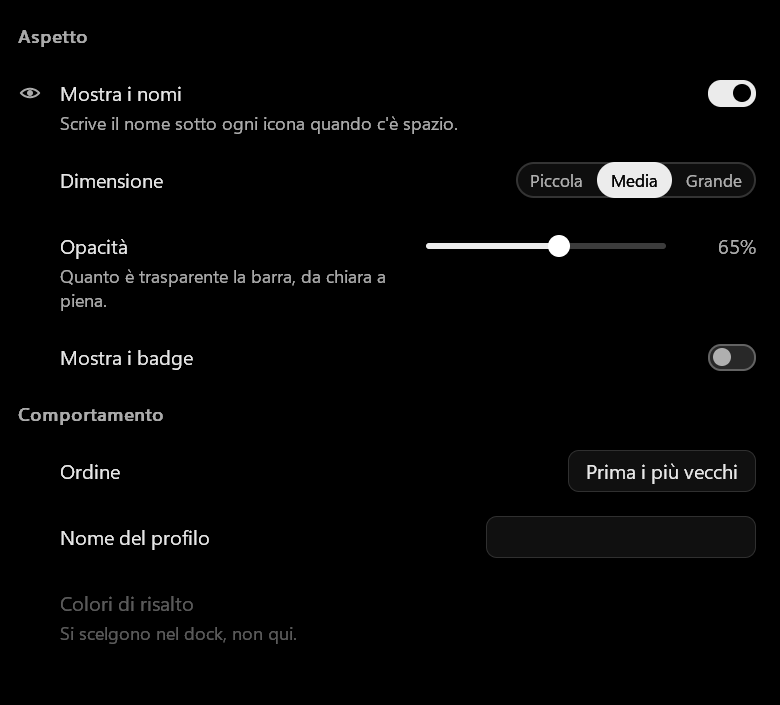 Aspetto
Mostra i nomi
Scrive il nome sotto ogni icona quando c'è spazio.
Dimensione
Piccola
Media
Grande
Opacità
65%
Quanto è trasparente la barra, da chiara a
piena.
Mostra i badge
Comportamento
Ordine
Prima i più vecchi
Nome del profilo
Colori di risalto
Si scelgono nel dock, non qui.